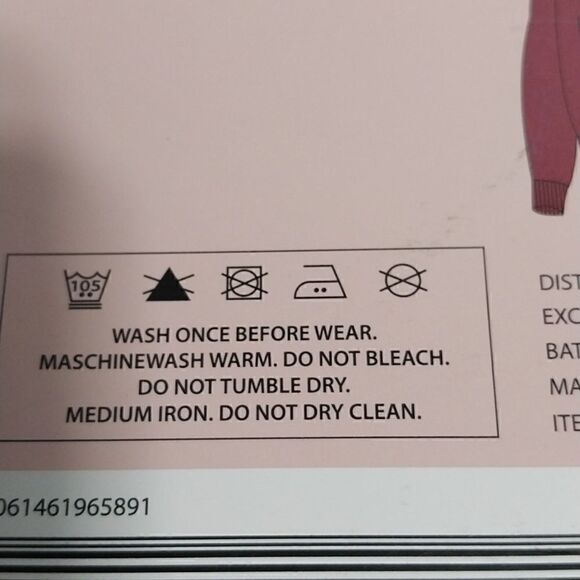 105
WASH ONCE BEFORE WEAR.
MASCHINEWASH WARM. DO NOT BLEACH.
DO NOT TUMBLE DRY.
MEDIUM IRON. DO NOT DRY CLEAN.
DIST
EXC
BAT
MA
ITE
061461965891